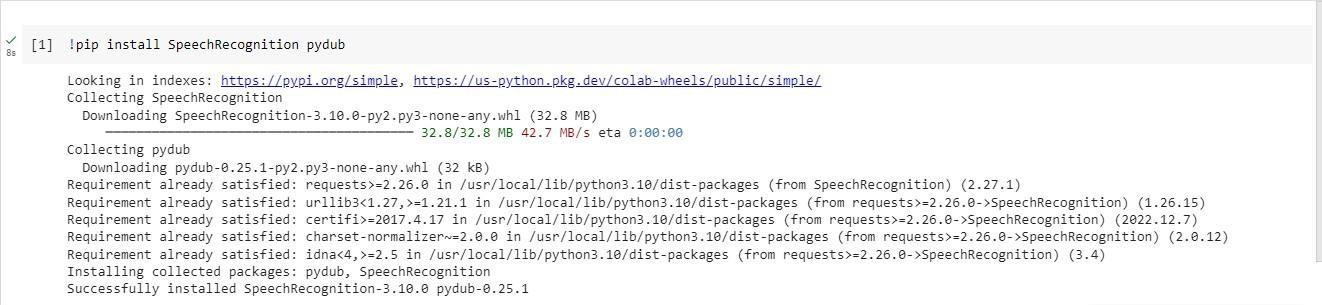 [1] !pip install SpeechRecognition pydub
8s
Looking in indexes: https://pypi.org/simple, https://us-python.pkg.dev/colab-wheels/public/simple/
Collecting SpeechRecognition
Downloading SpeechRecognition-3.10.0-py2.py3-none-any.whl (32.8 MB)
32.8/32.8 MB 42.7 MB/s eta 0:00:00
Collecting pydub
Downloading pydub-0.25.1-py2.py3-none-any.whl (32 kB)
Requirement already satisfied: requests>=2.26.0 in /usr/local/lib/python3.10/dist-packages (from SpeechRecognition) (2.27.1)
Requirement already satisfied: urllib3<1.27,>=1.21.1 in /usr/local/lib/python3.10/dist-packages (from requests>=2.26.0->SpeechRecognition) (1.26.15)
Requirement already satisfied: certifi>=2017.4.17 in /usr/local/lib/python3.10/dist-packages (from requests>=2.26.0->SpeechRecognition) (2022.12.7)
Requirement already satisfied: charset-normalizer~=2.0.0 in /usr/local/lib/python3.10/dist-packages (from requests>=2.26.0->SpeechRecognition) (2.0.12)
Requirement already satisfied: idna<4,>=2.5 in /usr/local/lib/python3.10/dist-packages (from requests>=2.26.0->SpeechRecognition) (3.4)
Installing collected packages: pydub, SpeechRecognition
Successfully installed SpeechRecognition-3.10.0 pydub-0.25.1